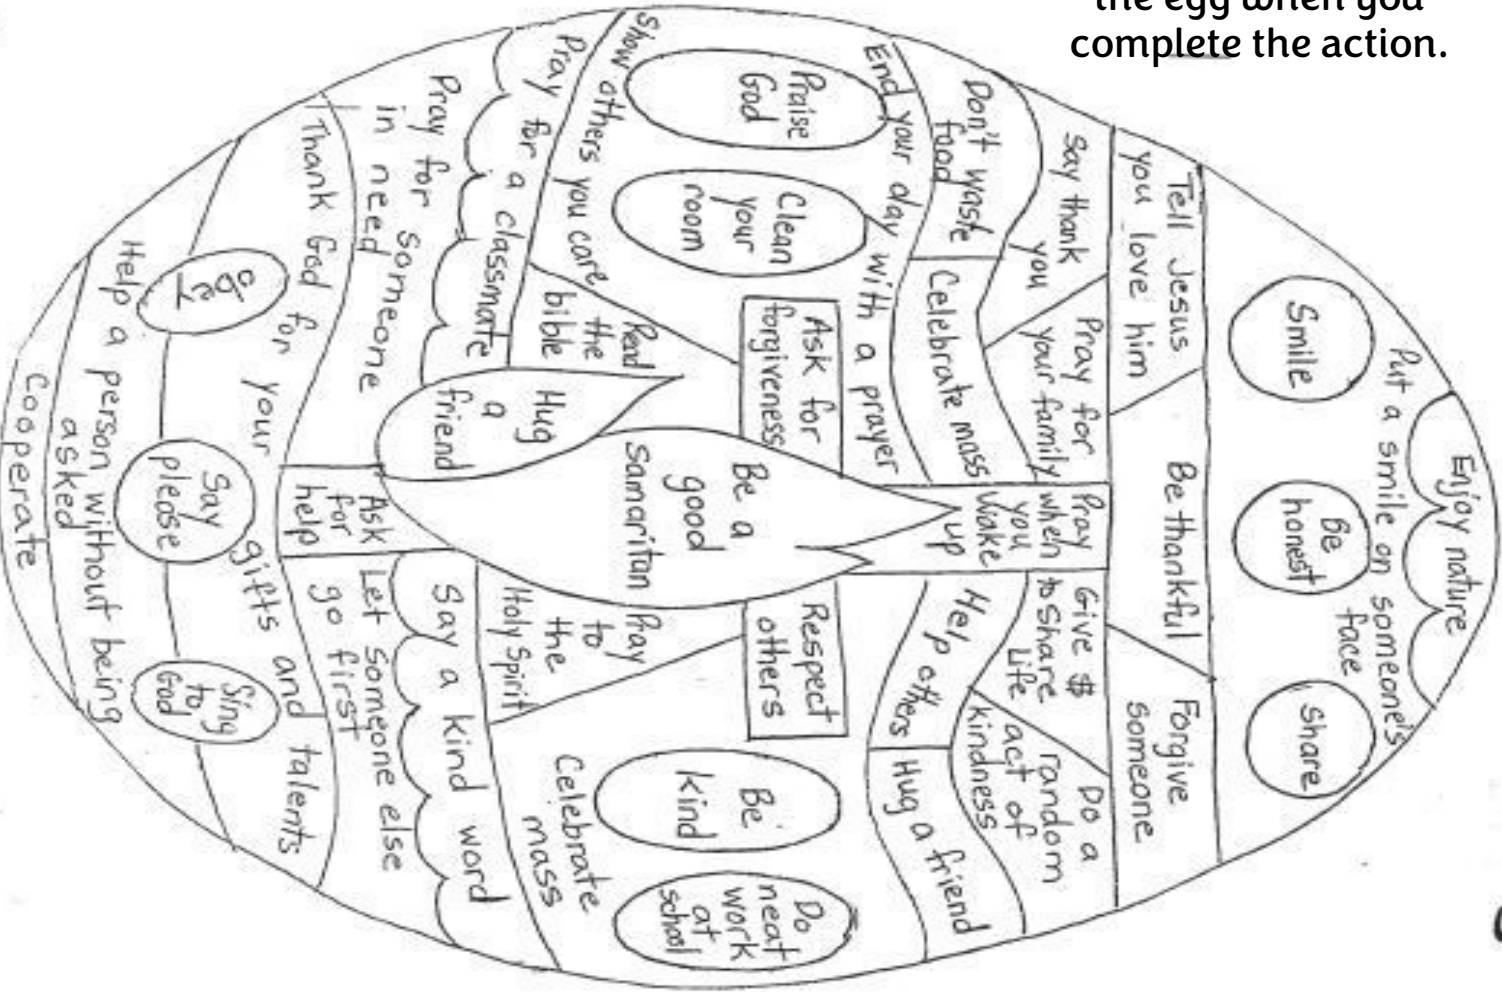 the egg when you
complete the action.
Enjoy nature
Put a smile on someone's
face
Smile
Be
honest
Share
Tell Jesus
you love him
Be thankful
Forgive
someone
Say thank
you
Pray for
your family
Pray
when
you
wake
up
Give $
to Share
Life
Do a
random
act of
kindness
Don't waste
food
Celebrate mass
Help others
Hug a friend
End your day with a prayer
Praise
God
Clean
your
room
Ask for
forgiveness
Respect
others
Be
kind
Do
neat
work
at
school
Be a
good
Samaritan
Show others you care
Read
the
bible
Pray
to
the
Holy Spirit
Celebrate
mass
Hug
a
friend
Pray for a classmate
Say a kind word
Pray for someone
in need
Ask
for
help
Let someone else
go first
Thank God for your gifts and talents
obey
Say
please
Sing
to
God
Help a person without being
asked
Cooperate